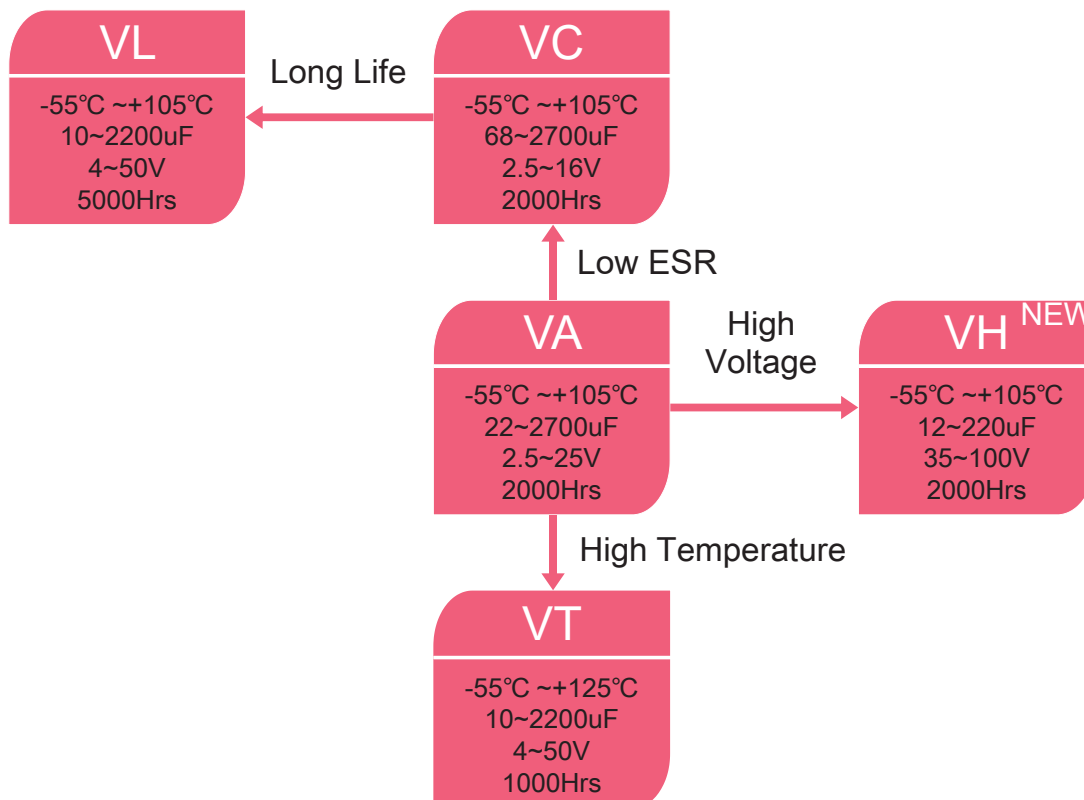 VL
-55℃ ~+105℃
10~2200uF
4~50V
5000Hrs
Long Life
VC
-55℃ ~+105℃
68~2700uF
2.5~16V
2000Hrs
Low ESR
VA
-55℃ ~+105℃
22~2700uF
2.5~25V
2000Hrs
High
Voltage
VH NEW
-55℃ ~+105℃
12~220uF
35~100V
2000Hrs
High Temperature
VT
-55℃ ~+125℃
10~2200uF
4~50V
1000Hrs